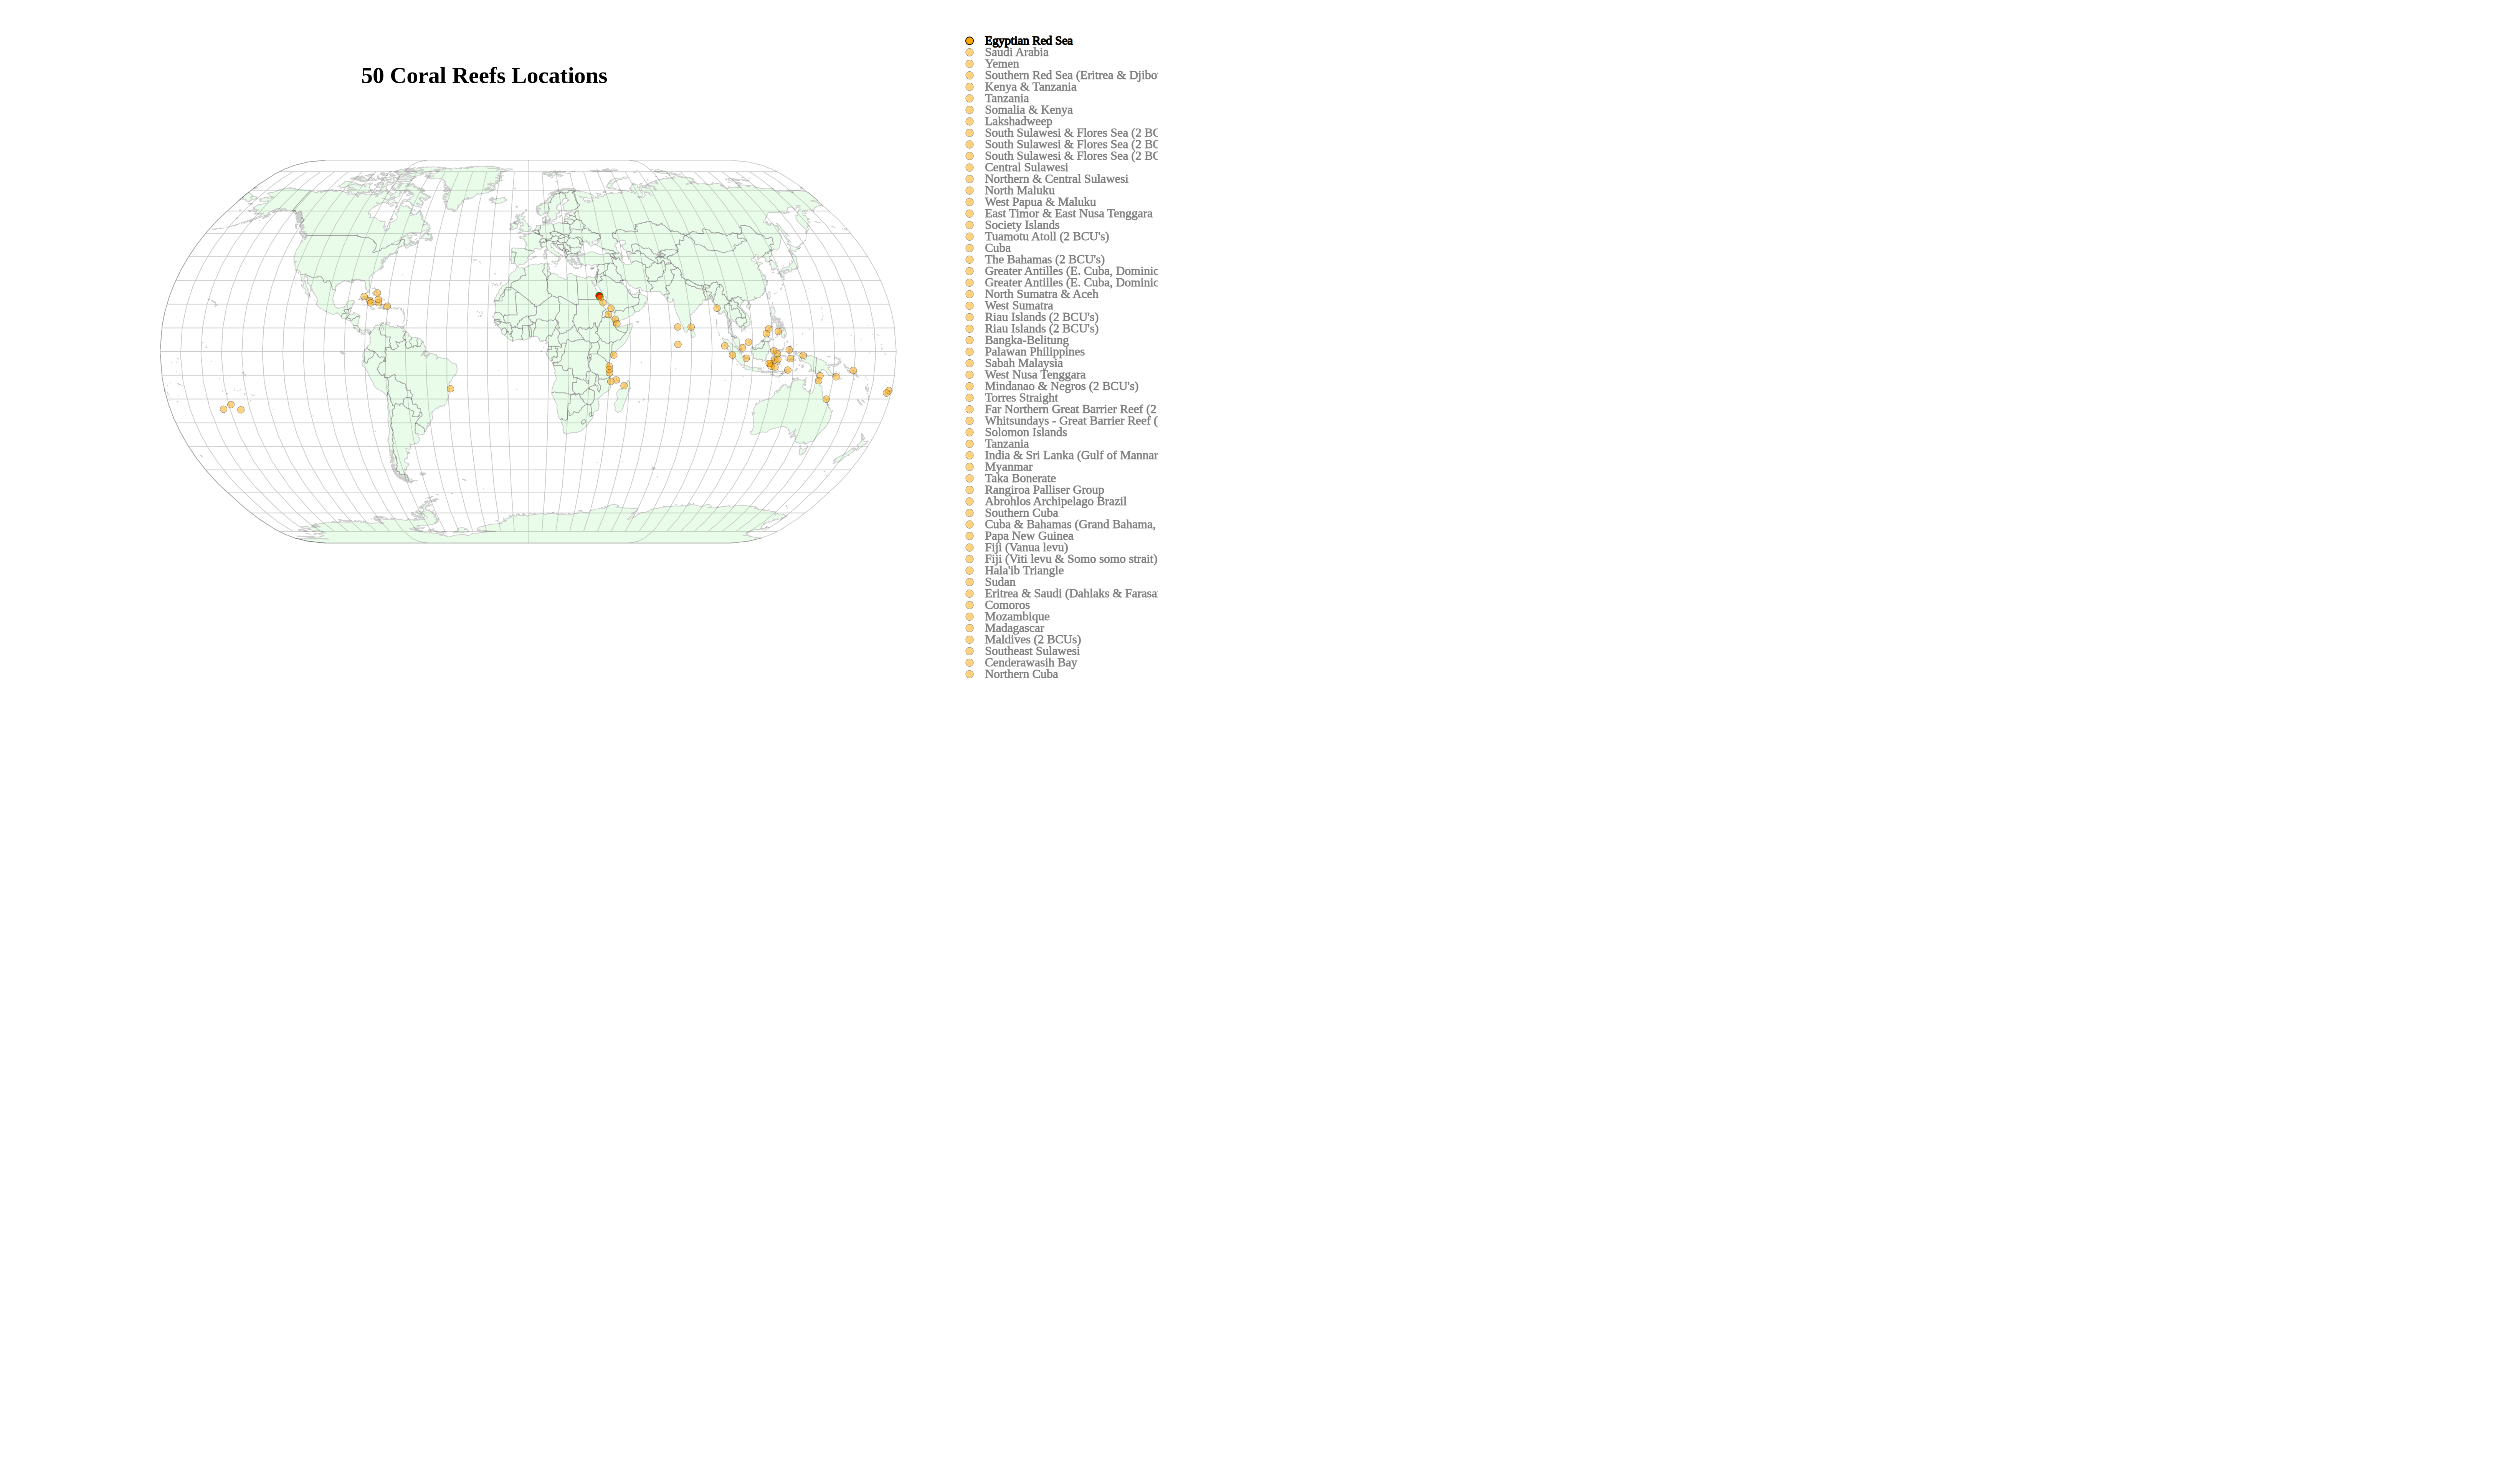 50 Coral Reefs Locations
Egyptian Red Sea
Saudi Arabia
Yemen
Southern Red Sea (Eritrea & Djibo
Kenya & Tanzania
Tanzania
Somalia & Kenya
Lakshadweep
South Sulawesi & Flores Sea (2 BC
South Sulawesi & Flores Sea (2 BC
South Sulawesi & Flores Sea (2 BC
Central Sulawesi
Northern & Central Sulawesi
North Maluku
West Papua & Maluku
East Timor & East Nusa Tenggara
Society Islands
Tuamotu Atoll (2 BCU's)
Cuba
The Bahamas (2 BCU's)
Greater Antilles (E. Cuba, Dominic
Greater Antilles (E. Cuba, Dominic
North Sumatra & Aceh
West Sumatra
Riau Islands (2 BCU's)
Riau Islands (2 BCU's)
Bangka-Belitung
Palawan Philippines
Sabah Malaysia
West Nusa Tenggara
Mindanao & Negros (2 BCU's)
Torres Straight
Far Northern Great Barrier Reef (2
Whitsundays - Great Barrier Reef (
Solomon Islands
Tanzania
India & Sri Lanka (Gulf of Mannar
Myanmar
Taka Bonerate
Rangiroa Palliser Group
Abrohlos Archipelago Brazil
Southern Cuba
Cuba & Bahamas (Grand Bahama,
Papa New Guinea
Fiji (Vanua levu)
Fiji (Viti levu & Somo somo strait)
Hala'ib Triangle
Sudan
Eritrea & Saudi (Dahlaks & Farasa
Comoros
Mozambique
Madagascar
Maldives (2 BCUs)
Southeast Sulawesi
Cenderawasih Bay
Northern Cuba